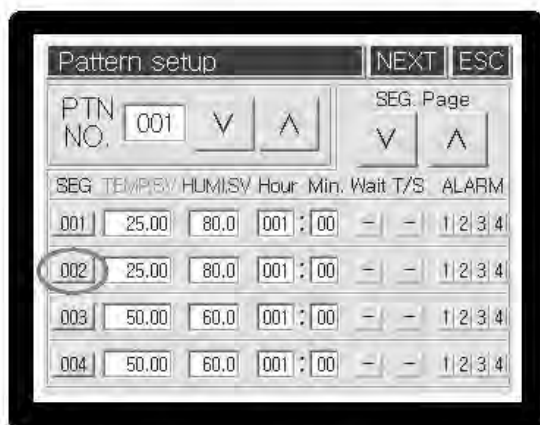 Pattern setup NEXT ESC
PTN NO. 001 V Λ SEG. Page V Λ
SEG TEMP.SV HUMI.SV Hour Min. Wait T/S ALARM
001 25.00 80.0 001 : 00 - - 1 2 3 4
002 25.00 80.0 001 : 00 - - 1 2 3 4
003 50.00 60.0 001 : 00 - - 1 2 3 4
004 50.00 60.0 001 : 00 - - 1 2 3 4